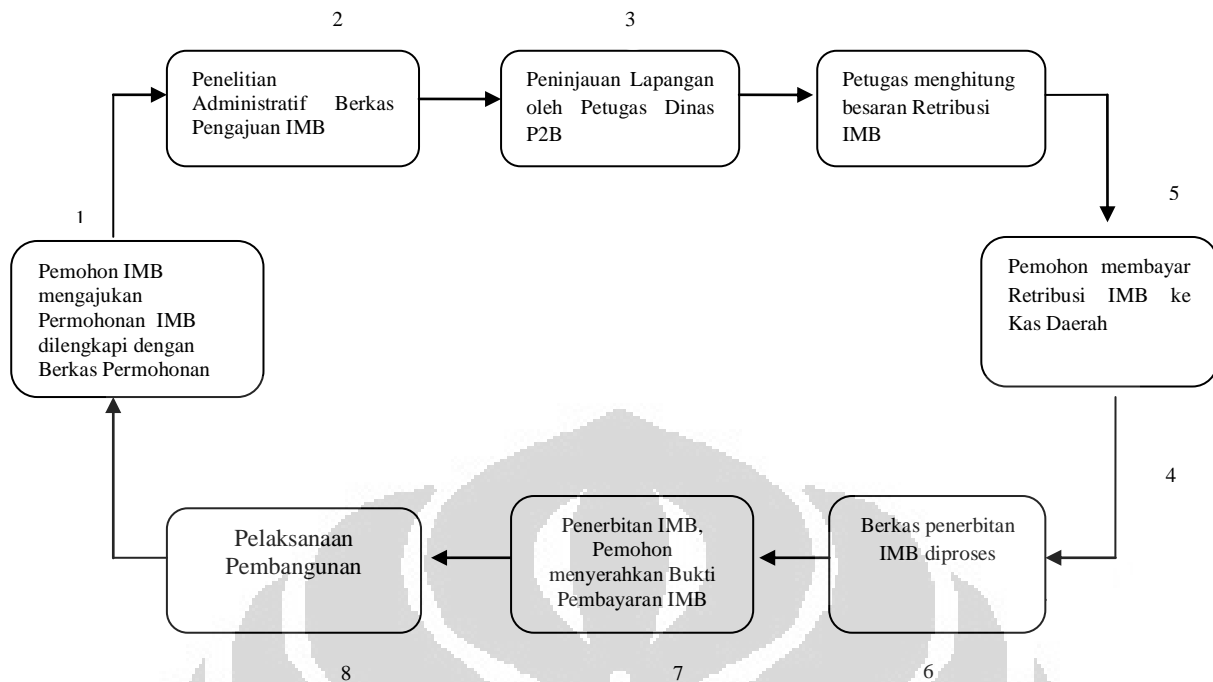 2
3
Penelitian
Administratif Berkas
Pengajuan IMB
Peninjauan Lapangan
oleh Petugas Dinas
P2B
Petugas menghitung
besaran Retribusi
IMB
1
5
Pemohon IMB
mengajukan
Permohonan IMB
dilengkapi dengan
Berkas Permohonan
Pemohon membayar
Retribusi IMB ke
Kas Daerah
4
Pelaksanaan
Pembangunan
Penerbitan IMB,
Pemohon
menyerahkan Bukti
Pembayaran IMB
Berkas penerbitan
IMB diproses
8
7
6